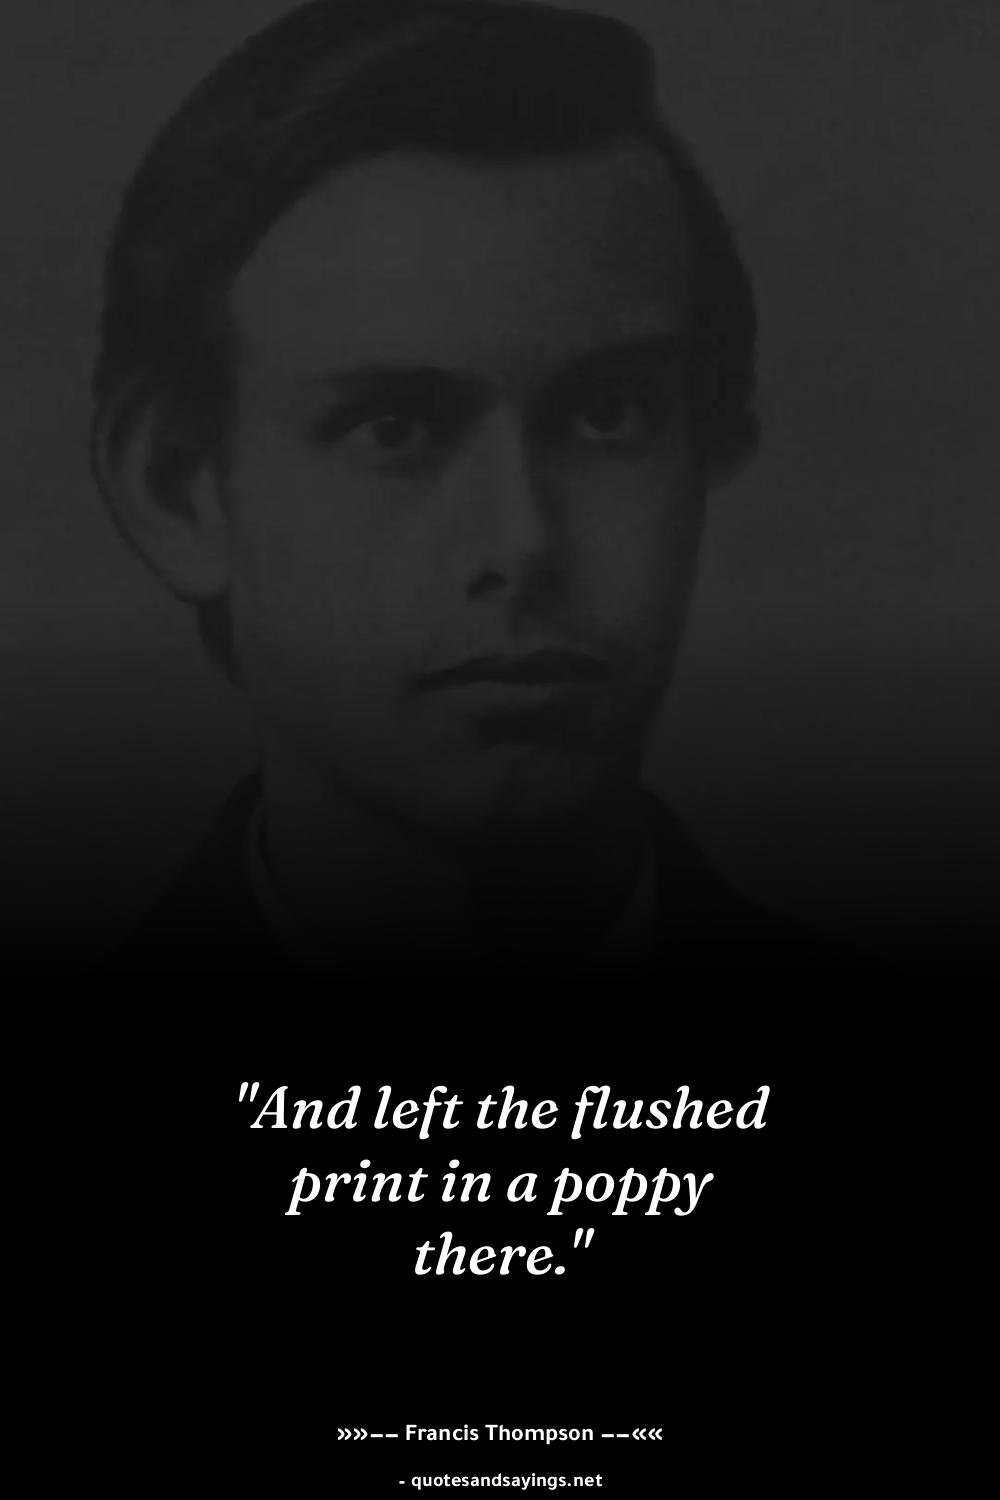 "And left the flushed
print in a poppy
there."
»»–– Francis Thompson ––««
- quotesandsayings.net